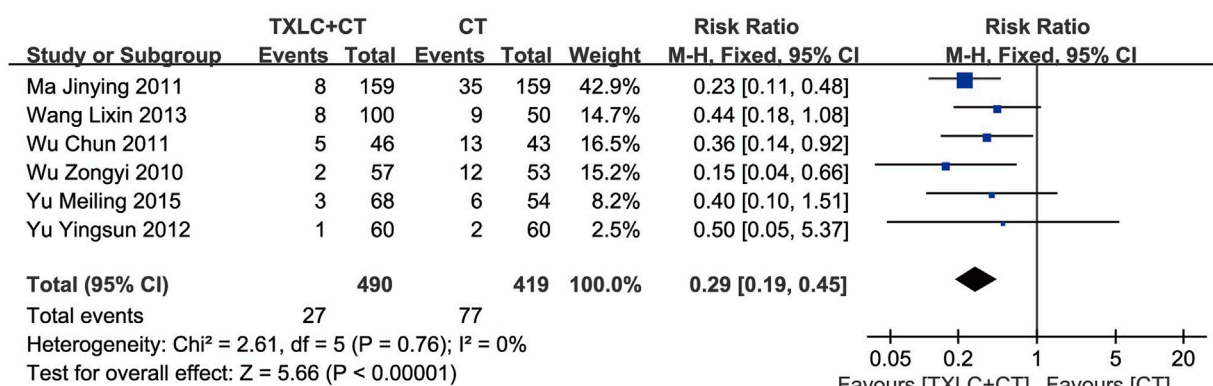 TXLC+CT CT Risk Ratio Risk Ratio
Study or Subgroup Events Total Events Total Weight M-H, Fixed, 95% CI M-H, Fixed, 95% CI
Ma Jinying 2011 8 159 35 159 42.9% 0.23 [0.11, 0.48]
Wang Lixin 2013 8 100 9 50 14.7% 0.44 [0.18, 1.08]
Wu Chun 2011 5 46 13 43 16.5% 0.36 [0.14, 0.92]
Wu Zongyi 2010 2 57 12 53 15.2% 0.15 [0.04, 0.66]
Yu Meiling 2015 3 68 6 54 8.2% 0.40 [0.10, 1.51]
Yu Yingsun 2012 1 60 2 60 2.5% 0.50 [0.05, 5.37]
Total (95% CI) 490 419 100.0% 0.29 [0.19, 0.45]
Total events 27 77
Heterogeneity: Chi² = 2.61, df = 5 (P = 0.76); I² = 0%
Test for overall effect: Z = 5.66 (P < 0.00001)
0.05 0.2 1 5 20
Favours [TXLC+CT] Favours [CT]